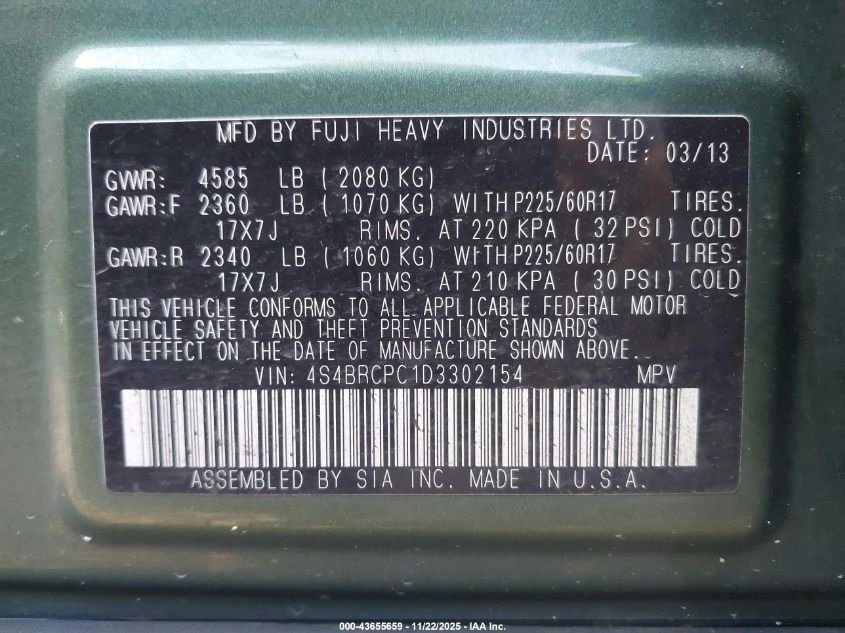 MFD BY FUJI HEAVY INDUSTRIES LTD.
DATE: 03/13
GVWR: 4585 LB ( 2080 KG)
GAWR:F 2360 LB ( 1070 KG) WITH P225/60R17 TIRES.
17X7J RIMS. AT 220 KPA ( 32 PSI) COLD
GAWR:R 2340 LB ( 1060 KG) WITH P225/60R17 TIRES.
17X7J RIMS. AT 210 KPA ( 30 PSI) COLD
THIS VEHICLE CONFORMS TO ALL APPLICABLE FEDERAL MOTOR
VEHICLE SAFETY AND THEFT PREVENTION STANDARDS
IN EFFECT ON THE DATE OF MANUFACTURE SHOWN ABOVE.
VIN: 4S4BRCPC1D3302154 MPV
ASSEMBLED BY SIA INC. MADE IN U.S.A.
000-43655659 - 11/22/2025 - IAA Inc.